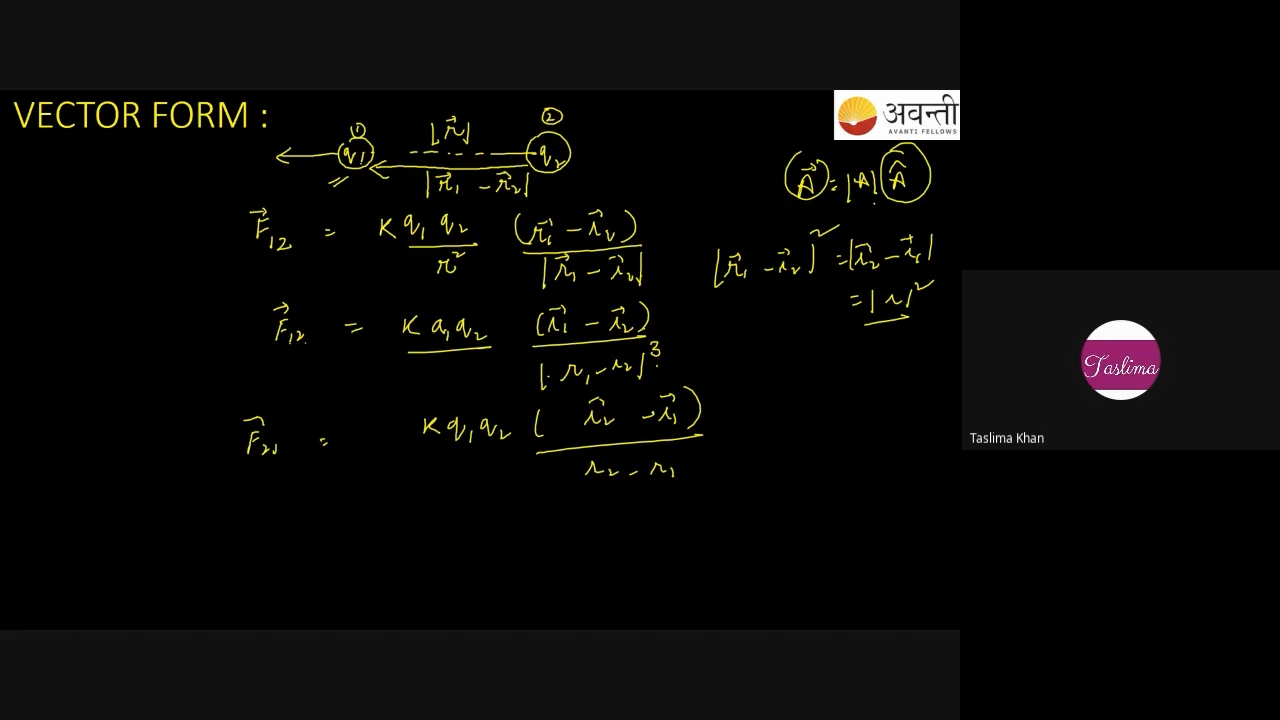 VECTOR FORM :
① ②
q₁ |r⃗| q₂
|r⃗₁ - r⃗₂|
अवन्ती
AVANTI FELLOWS
A⃗ = |A| Â
F⃗₁₂ = K q₁ q₂ / r² (r⃗₁ - r⃗₂) / |r⃗₁ - r⃗₂|
|r⃗₁ - r⃗₂|² = |r⃗₂ - r⃗₁|
= |r|²
F⃗₁₂ = K q₁ q₂ (r⃗₁ - r⃗₂) / |r₁ - r₂|³
F⃗₂₁ = K q₁ q₂ (r⃗₂ - r⃗₁) / r₂ - r₁
Taslima
Taslima Khan